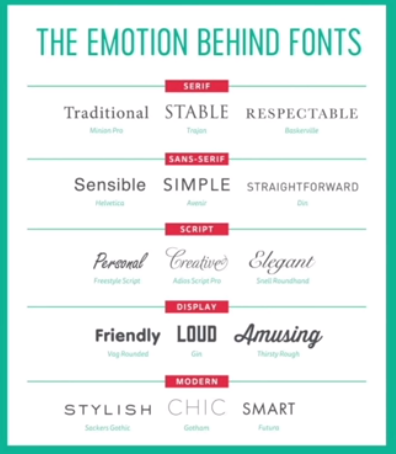 THE EMOTION BEHIND FONTS
SERIF
Traditional STABLE RESPECTABLE
Minion Pro Trajan Baskerville
SANS-SERIF
Sensible SIMPLE STRAIGHTFORWARD
Helvetica Avenir Din
SCRIPT
Personal Creative Elegant
Freestyle Script Adios Script Pro Snell Roundhand
DISPLAY
Friendly LOUD Amusing
Vag Rounded Gin Thirsty Rough
MODERN
STYLISH CHIC SMART
Sackers Gothic Gotham Futura